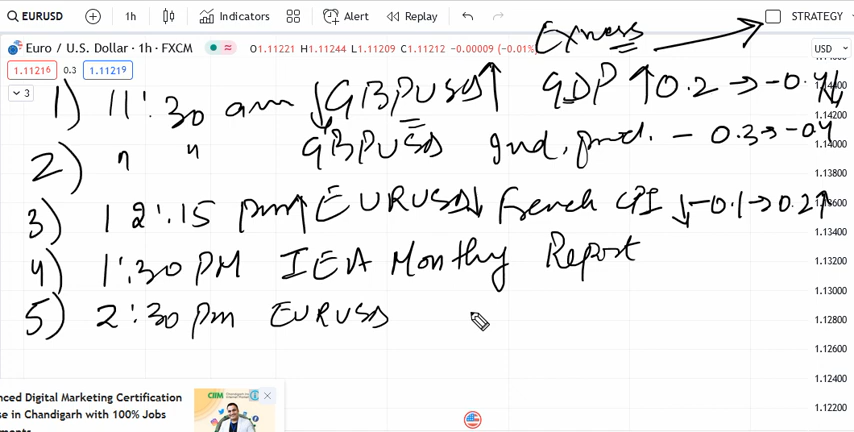 EURUSD 1h Indicators Alert Replay STRATEGY
Euro / U.S. Dollar · 1h · FXCM O1.11221 H1.11244 L1.11209 C1.11212 −0.00009 (−0.01% USD
Exness
1.11216 0.3 1.11219
3
1) 11:30 am ↓GBPUSD↑ GDP ↑0.2 → -0.4↓
2) " " GBPUSD Ind. prod. - 0.3 → -0.4
3) 12:15 pm ↑EURUSD↓ French CPI ↓-0.1→0.2↑
4) 1:30 PM IEA Monthly Report
5) 2:30 pm EURUSD
1.14400
1.14200
1.14000
1.13800
1.13600
1.13400
1.13200
1.13000
1.12800
1.12600
1.12400
1.12200
nced Digital Marketing Certification
se in Chandigarh with 100% Jobs
CIIM